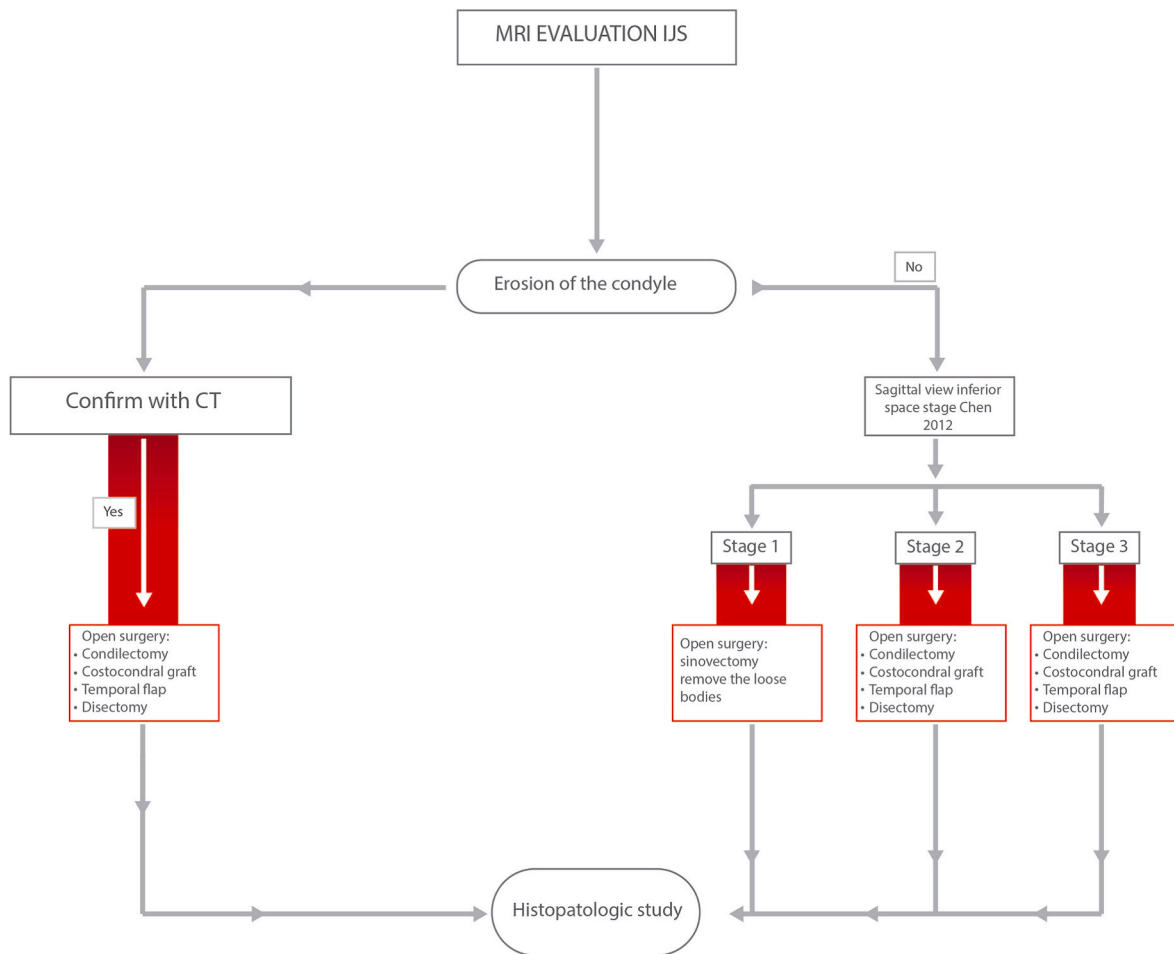 MRI EVALUATION IJS
Erosion of the condyle
No
Confirm with CT
Sagittal view inferior
space stage Chen
2012
Yes
Stage 1
Stage 2
Stage 3
Open surgery:
• Condilectomy
• Costocondral graft
• Temporal flap
• Disectomy
Open surgery:
sinovectomy
remove the loose
bodies
Open surgery:
• Condilectomy
• Costocondral graft
• Temporal flap
• Disectomy
Open surgery:
• Condilectomy
• Costocondral graft
• Temporal flap
• Disectomy
Histopatologic study